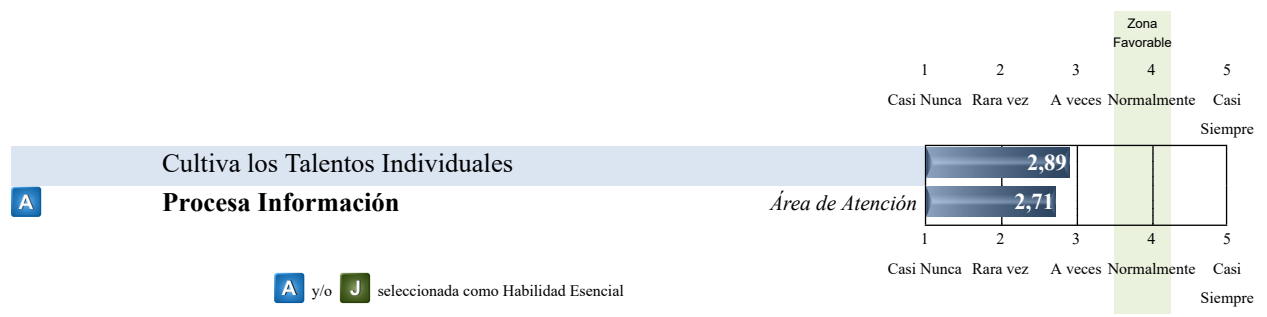 Zona
Favorable
1 2 3 4 5
Casi Nunca Rara vez A veces Normalmente Casi
Siempre
Cultiva los Talentos Individuales 2,89
A Procesa Información Área de Atención 2,71
1 2 3 4 5
Casi Nunca Rara vez A veces Normalmente Casi
Siempre
A y/o J seleccionada como Habilidad Esencial